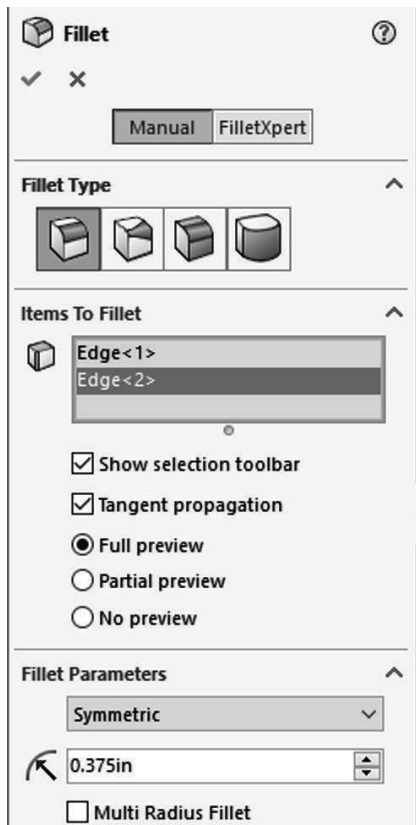 Fillet
Manual FilletXpert
Fillet Type
Items To Fillet
Edge<1>
Edge<2>
Show selection toolbar
Tangent propagation
Full preview
Partial preview
No preview
Fillet Parameters
Symmetric
0.375in
Multi Radius Fillet